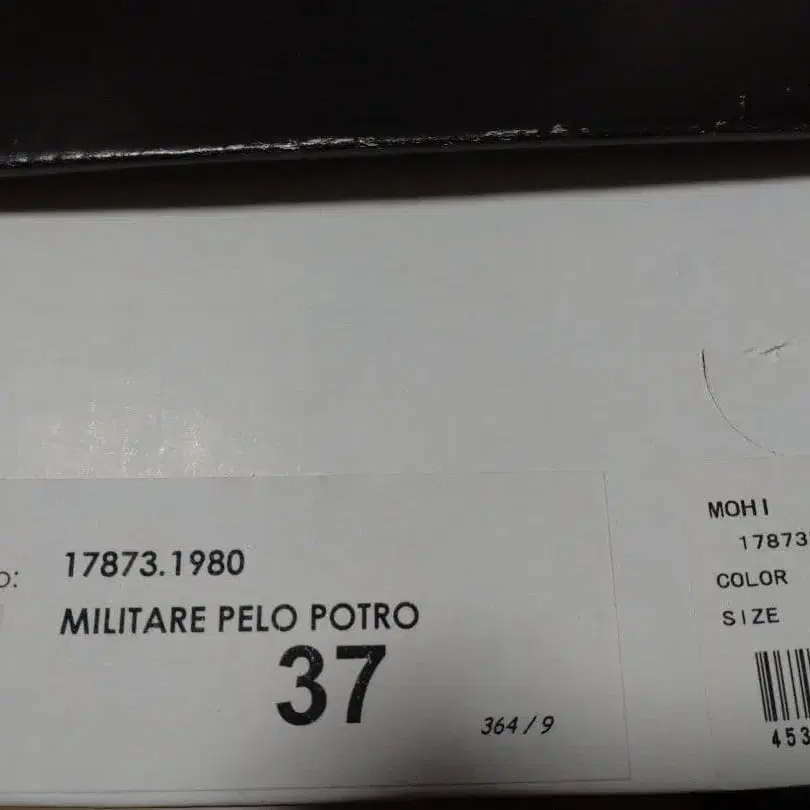 17873.1980
MILITARE PELO POTRO
37
364/9
MOHI
17873
COLOR
SIZE
453